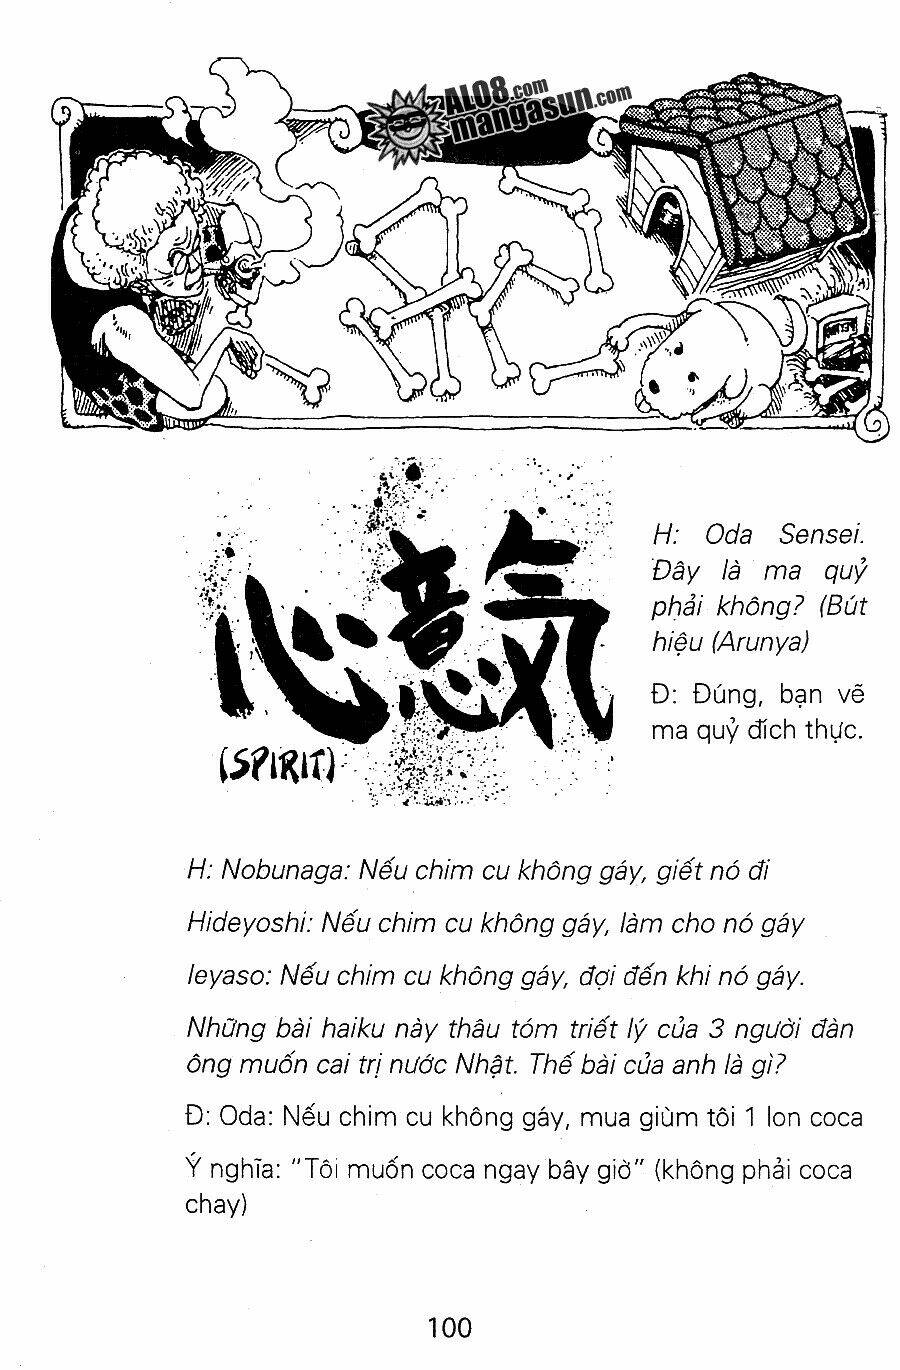 ALO8.com
mangasun.com
心意気
(SPIRIT)
H: Oda Sensei.
Đây là ma quỷ
phải không? (Bút
hiệu (Arunya)
Đ: Đúng, bạn vẽ
ma quỷ đích thực.
H: Nobunaga: Nếu chim cu không gáy, giết nó đi
Hideyoshi: Nếu chim cu không gáy, làm cho nó gáy
Ieyaso: Nếu chim cu không gáy, đợi đến khi nó gáy.
Những bài haiku này thâu tóm triết lý của 3 người đàn
ông muốn cai trị nước Nhật. Thế bài của anh là gì?
Đ: Oda: Nếu chim cu không gáy, mua giùm tôi 1 lon coca
Ý nghĩa: "Tôi muốn coca ngay bây giờ" (không phải coca
chay)
100